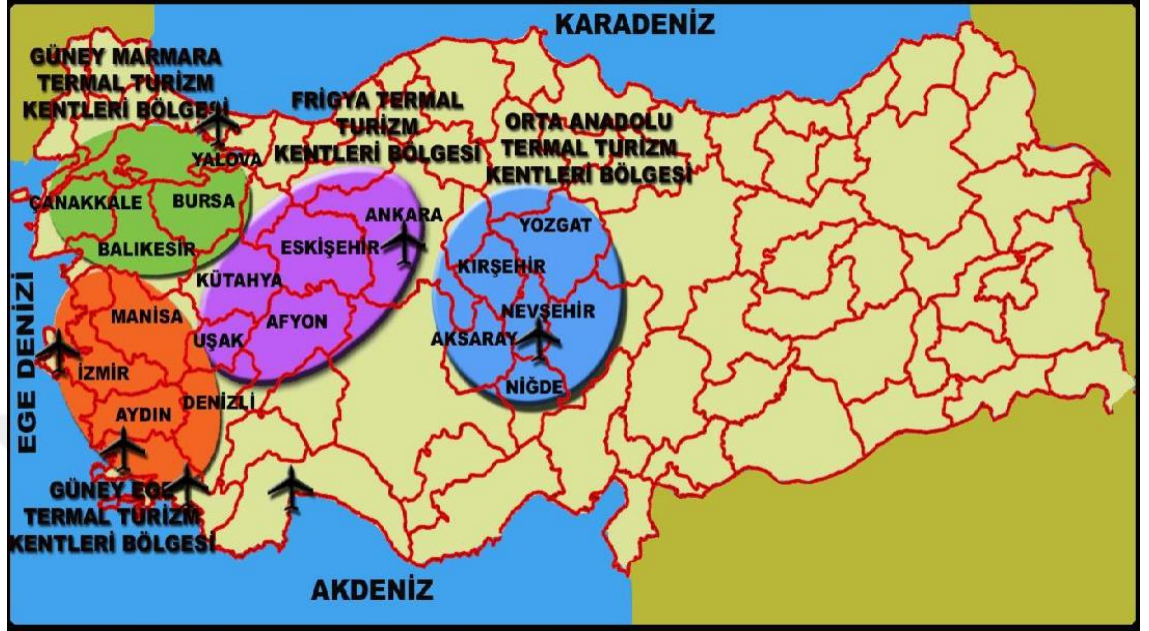 KARADENİZ
GÜNEY MARMARA
TERMAL TURİZM
KENTLERİ BÖLGESİ
FRİGYA TERMAL
TURİZM
KENTLERİ BÖLGESİ
ORTA ANADOLU
TERMAL TURİZM
KENTLERİ BÖLGESİ
YALOVA
ÇANAKKALE
BURSA
BALIKESİR
ANKARA
ESKİŞEHİR
KÜTAHYA
AFYON
UŞAK
YOZGAT
KIRŞEHİR
NEVŞEHİR
AKSARAY
NİĞDE
EGE DENİZİ
MANİSA
İZMİR
AYDIN
DENİZLİ
GÜNEY EGE
TERMAL TURİZM
KENTLERİ BÖLGESİ
AKDENİZ